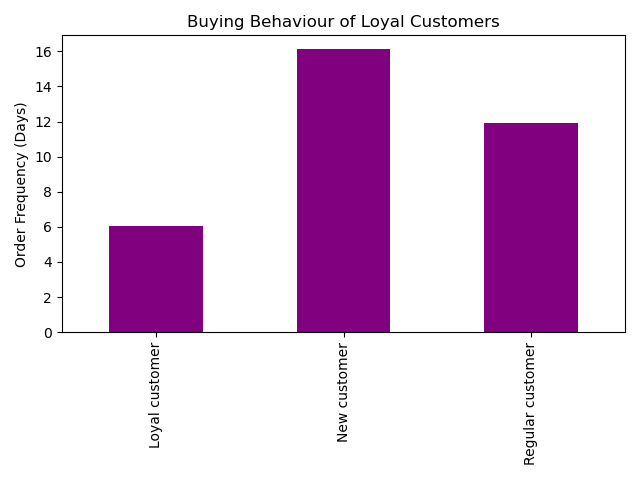 Buying Behaviour of Loyal Customers
Order Frequency (Days)
16
14
12
10
8
6
4
2
0
Loyal customer
New customer
Regular customer